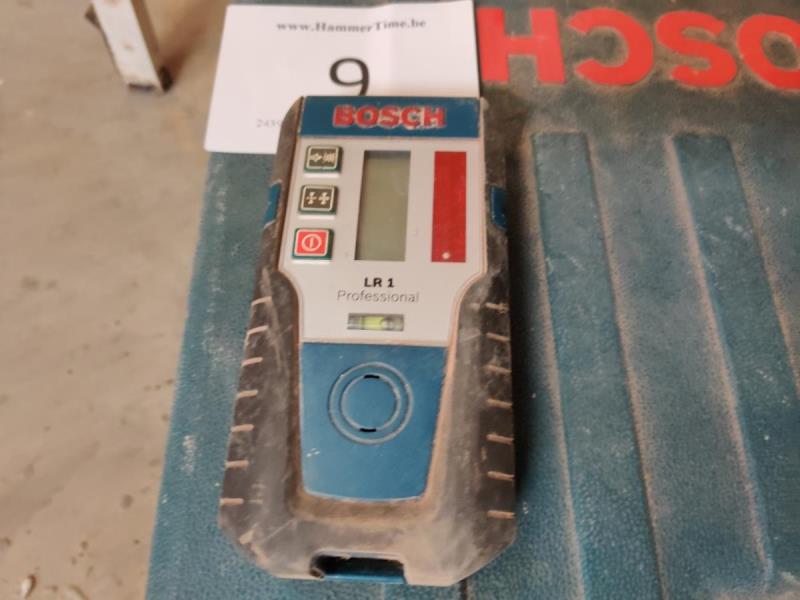 www.HammerTime.be
9
BOSCH
BOSCH
LR 1
Professional